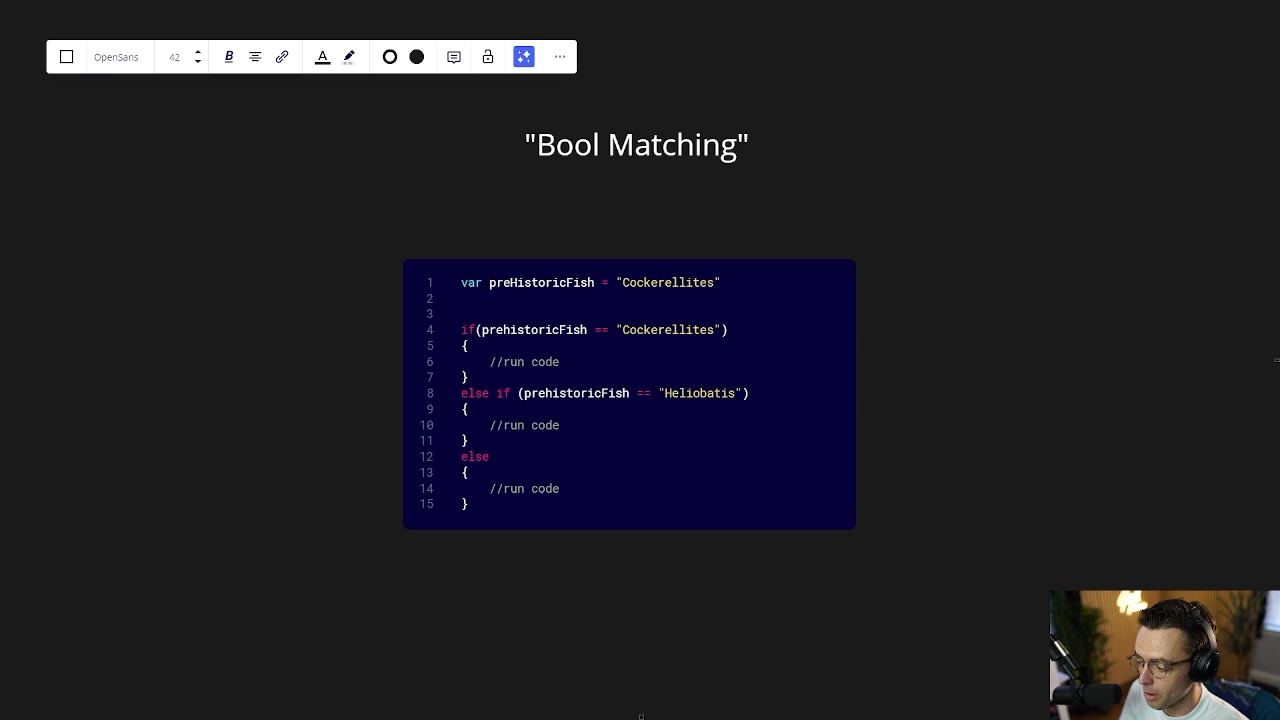 OpenSans 42 B A
"Bool Matching"
1 var preHistoricFish = "Cockerellites"
2
3
4 if(prehistoricFish == "Cockerellites")
5 {
6 //run code
7 }
8 else if (prehistoricFish == "Heliobatis")
9 {
10 //run code
11 }
12 else
13 {
14 //run code
15 }